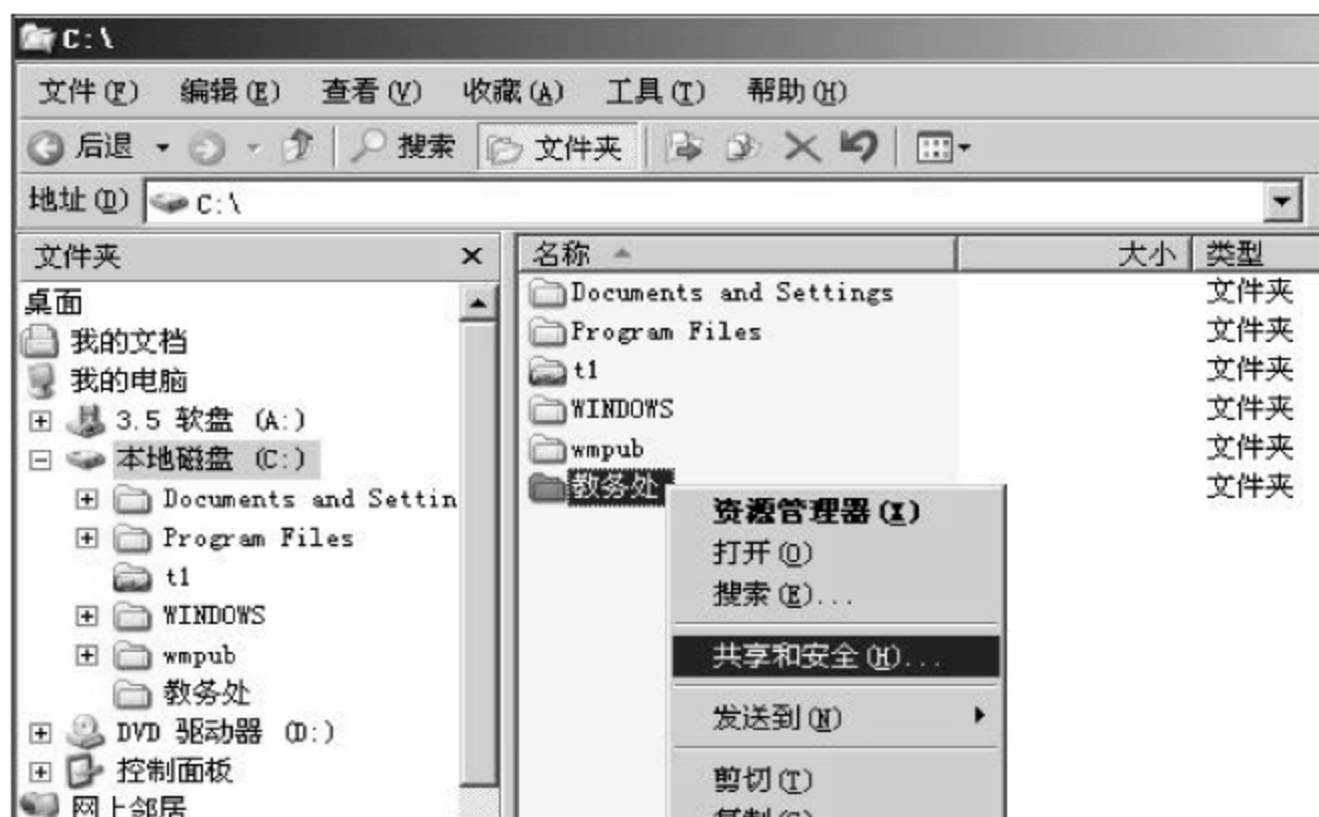 C:\
文件(F) 编辑(E) 查看(V) 收藏(A) 工具(T) 帮助(H)
后退 搜索 文件夹
地址(D) C:\
文件夹
桌面
我的文档
我的电脑
3.5 软盘 (A:)
本地磁盘 (C:)
Documents and Settin
Program Files
t1
WINDOWS
wmpub
教务处
DVD 驱动器 (D:)
控制面板
网上邻居
名称 大小 类型
Documents and Settings 文件夹
Program Files 文件夹
t1 文件夹
WINDOWS 文件夹
wmpub 文件夹
教务处 文件夹
资源管理器(X)
打开(O)
搜索(E)...
共享和安全(H)...
发送到(N)
剪切(T)
复制(C)